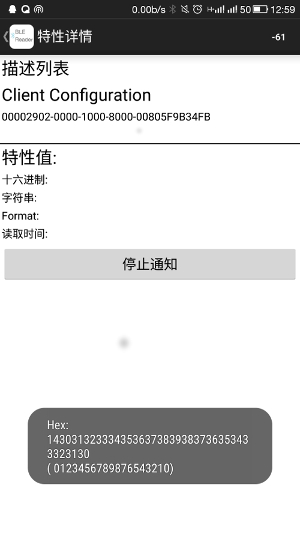 0.00b/s 50 12:59
BLE Reader 特性详情 -61
描述列表
Client Configuration
00002902-0000-1000-8000-00805F9B34FB
特性值:
十六进制:
字符串:
Format:
读取时间:
停止通知
Hex:
14303132333435363738393837363534​3
3323130
( 0123456789876543210)